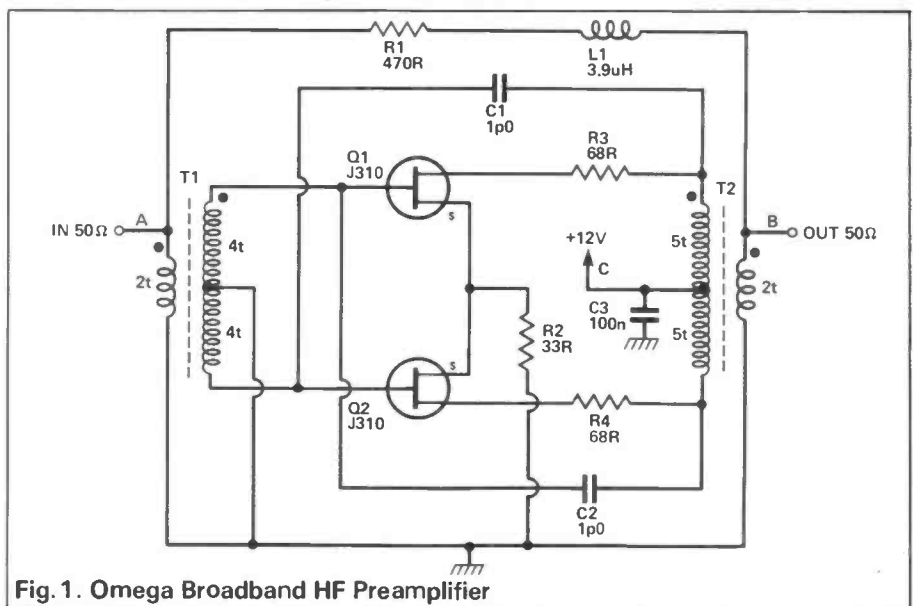 R1
470R
L1
3.9uH
C1
1p0
Q1
J310
R3
68R
T1
T2
A
IN 50Ω
B
OUT 50Ω
4t
5t
2t
2t
4t
5t
s
+12V
C
C3
100n
R2
33R
s
Q2
J310
R4
68R
C2
1p0
Fig. 1. Omega Broadband HF Preamplifier